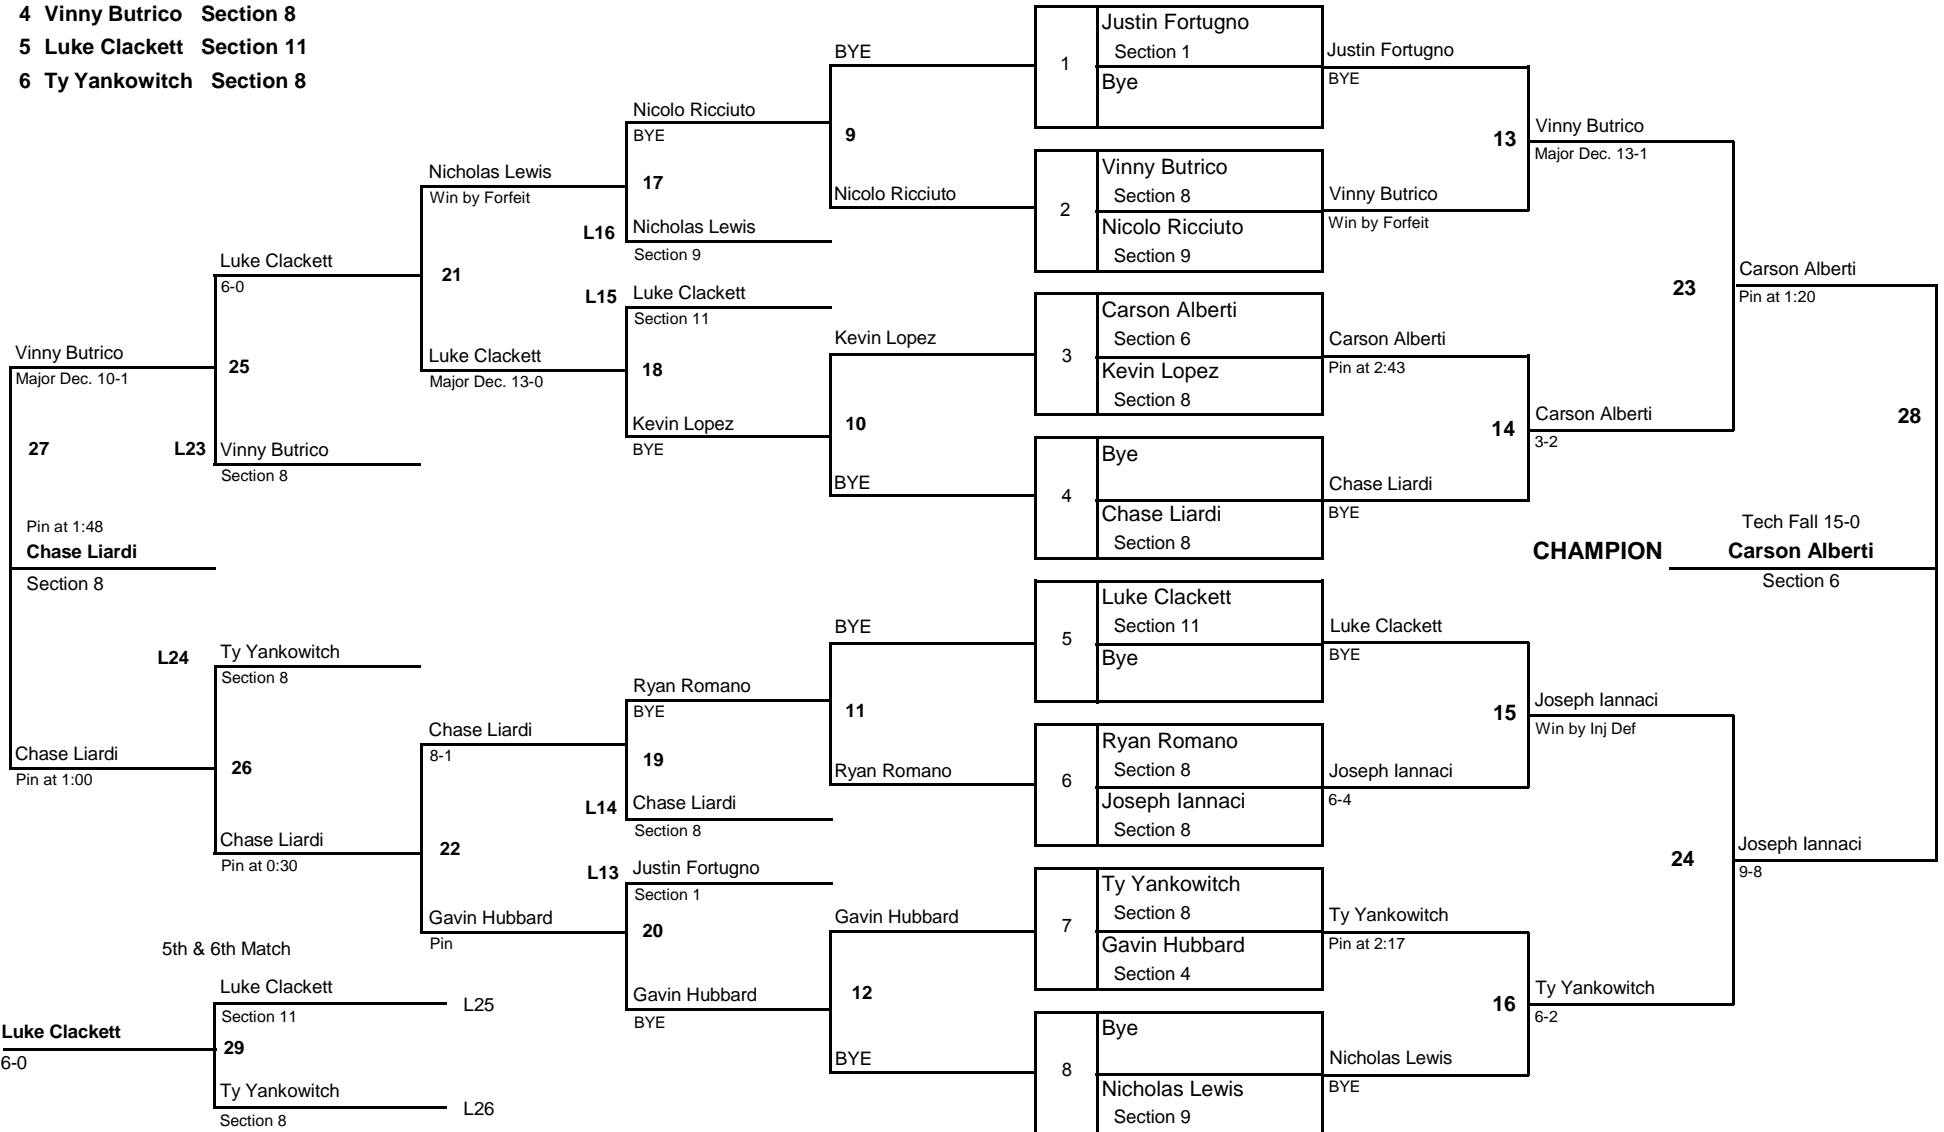 4 Vinny Butrico Section 8
5 Luke Clackett Section 11
6 Ty Yankowitch Section 8
Vinny Butrico
Major Dec. 10-1
27
Pin at 1:48
Chase Liardi
Section 8
Chase Liardi
Pin at 1:00
Luke Clackett
6-0
25
L23 Vinny Butrico
Section 8
L24 Ty Yankowitch
Section 8
26
Chase Liardi
Pin at 0:30
5th & 6th Match
Luke Clackett
L25
Section 11
Luke Clackett
29
6-0
Ty Yankowitch
L26
Section 8
Nicholas Lewis
Win by Forfeit
21
Luke Clackett
Major Dec. 13-0
Chase Liardi
8-1
22
Gavin Hubbard
Pin
Nicolo Ricciuto
BYE
17
L16 Nicholas Lewis
Section 9
L15 Luke Clackett
Section 11
18
Kevin Lopez
BYE
Ryan Romano
BYE
19
L14 Chase Liardi
Section 8
L13 Justin Fortugno
Section 1
20
Gavin Hubbard
BYE
BYE
9
Nicolo Ricciuto
Kevin Lopez
10
BYE
BYE
11
Ryan Romano
Gavin Hubbard
12
BYE
1
Justin Fortugno
Section 1
Bye
2
Vinny Butrico
Section 8
Nicolo Ricciuto
Section 9
3
Carson Alberti
Section 6
Kevin Lopez
Section 8
4
Bye
Chase Liardi
Section 8
5
Luke Clackett
Section 11
Bye
6
Ryan Romano
Section 8
Joseph Iannaci
Section 8
7
Ty Yankowitch
Section 8
Gavin Hubbard
Section 4
8
Bye
Nicholas Lewis
Section 9
Justin Fortugno
BYE
13
Vinny Butrico
Win by Forfeit
Carson Alberti
Pin at 2:43
14
Chase Liardi
BYE
Luke Clackett
BYE
15
Joseph Iannaci
6-4
Ty Yankowitch
Pin at 2:17
16
Nicholas Lewis
BYE
Vinny Butrico
Major Dec. 13-1
23
Carson Alberti
3-2
Joseph Iannaci
Win by Inj Def
24
Ty Yankowitch
6-2
Carson Alberti
Pin at 1:20
28
Tech Fall 15-0
CHAMPION Carson Alberti
Section 6
Joseph Iannaci
9-8